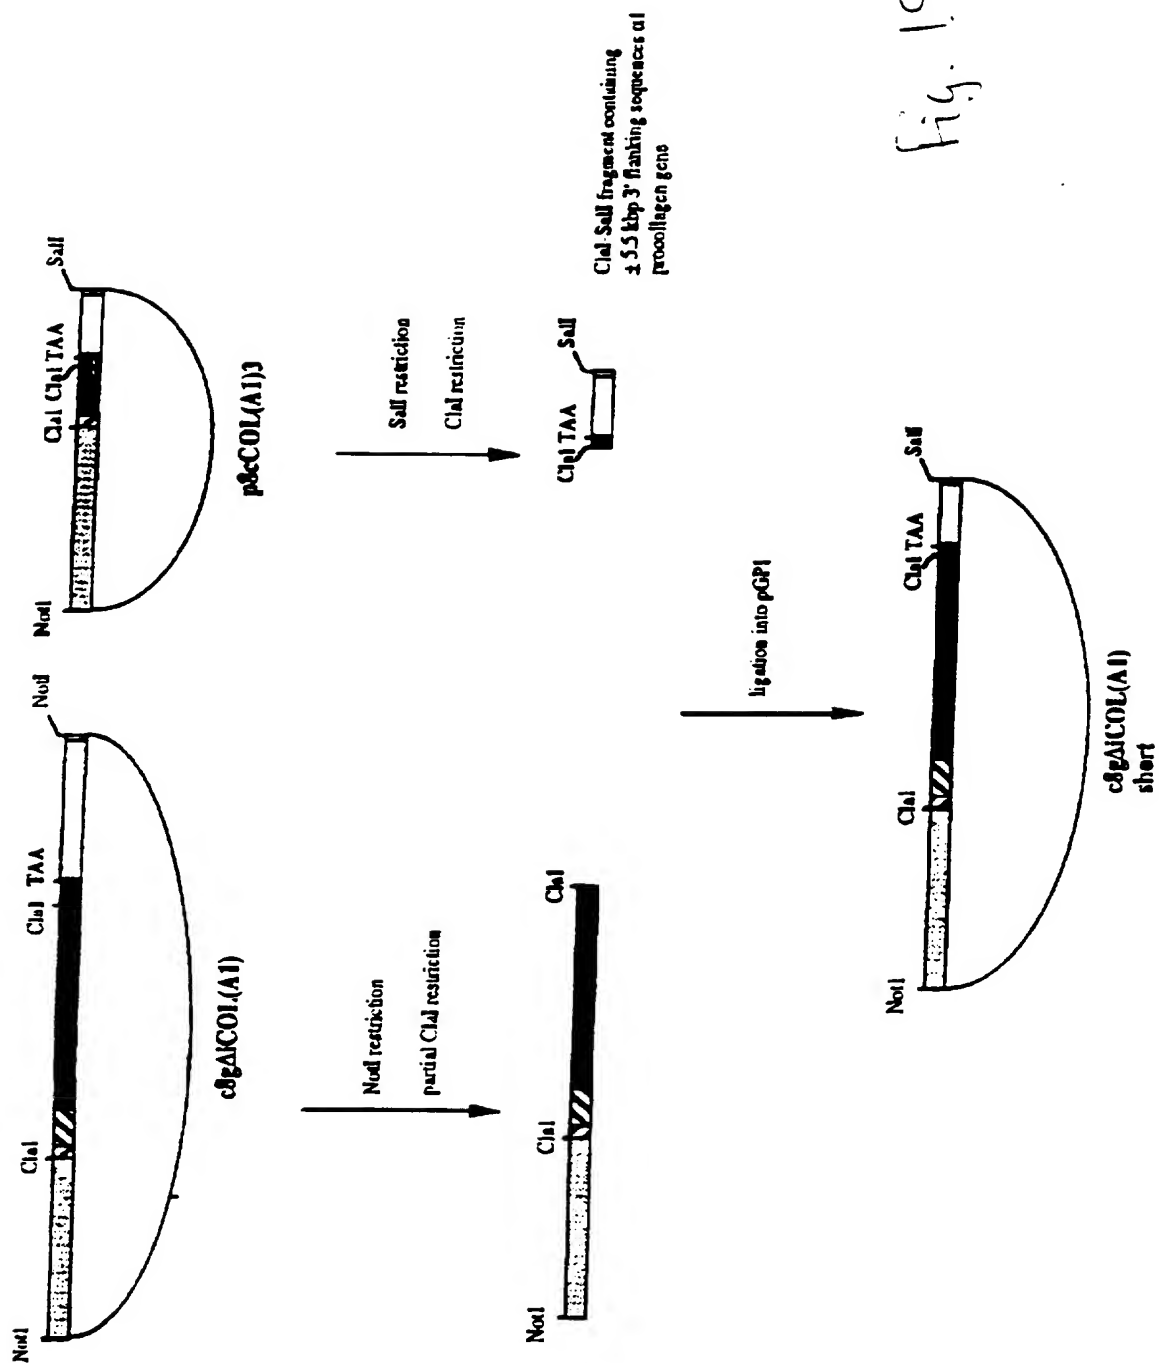 NotI
ClaI
ClaI TAA
NotI
c8gΔiCOL(A1)
NotI
ClaI ClaI TAA
SalI
p8cCOL(A1)3
NotI restriction
partial ClaI restriction
SalI restriction
ClaI restriction
NotI
ClaI
ClaI
ClaI TAA
SalI
ClaI-SalI fragment containing
± 5.5 kbp 3' flanking sequences α1
procollagen gene
ligation into pGP1
NotI
ClaI
ClaI TAA
SalI
c8gΔiCOL(A1)
short
Fig.